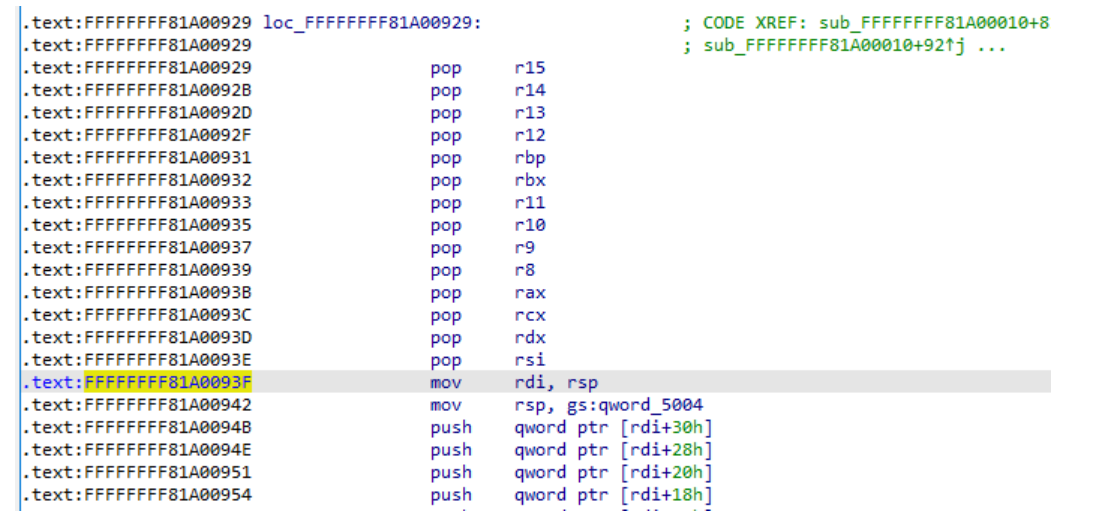 .text:FFFFFFFF81A00929 loc_FFFFFFFF81A00929: ; CODE XREF: sub_FFFFFFFF81A00010+8
.text:FFFFFFFF81A00929 ; sub_FFFFFFFF81A00010+92↑j ...
.text:FFFFFFFF81A00929 pop r15
.text:FFFFFFFF81A0092B pop r14
.text:FFFFFFFF81A0092D pop r13
.text:FFFFFFFF81A0092F pop r12
.text:FFFFFFFF81A00931 pop rbp
.text:FFFFFFFF81A00932 pop rbx
.text:FFFFFFFF81A00933 pop r11
.text:FFFFFFFF81A00935 pop r10
.text:FFFFFFFF81A00937 pop r9
.text:FFFFFFFF81A00939 pop r8
.text:FFFFFFFF81A0093B pop rax
.text:FFFFFFFF81A0093C pop rcx
.text:FFFFFFFF81A0093D pop rdx
.text:FFFFFFFF81A0093E pop rsi
.text:FFFFFFFF81A0093F mov rdi, rsp
.text:FFFFFFFF81A00942 mov rsp, gs:qword_5004
.text:FFFFFFFF81A0094B push qword ptr [rdi+30h]
.text:FFFFFFFF81A0094E push qword ptr [rdi+28h]
.text:FFFFFFFF81A00951 push qword ptr [rdi+20h]
.text:FFFFFFFF81A00954 push qword ptr [rdi+18h]